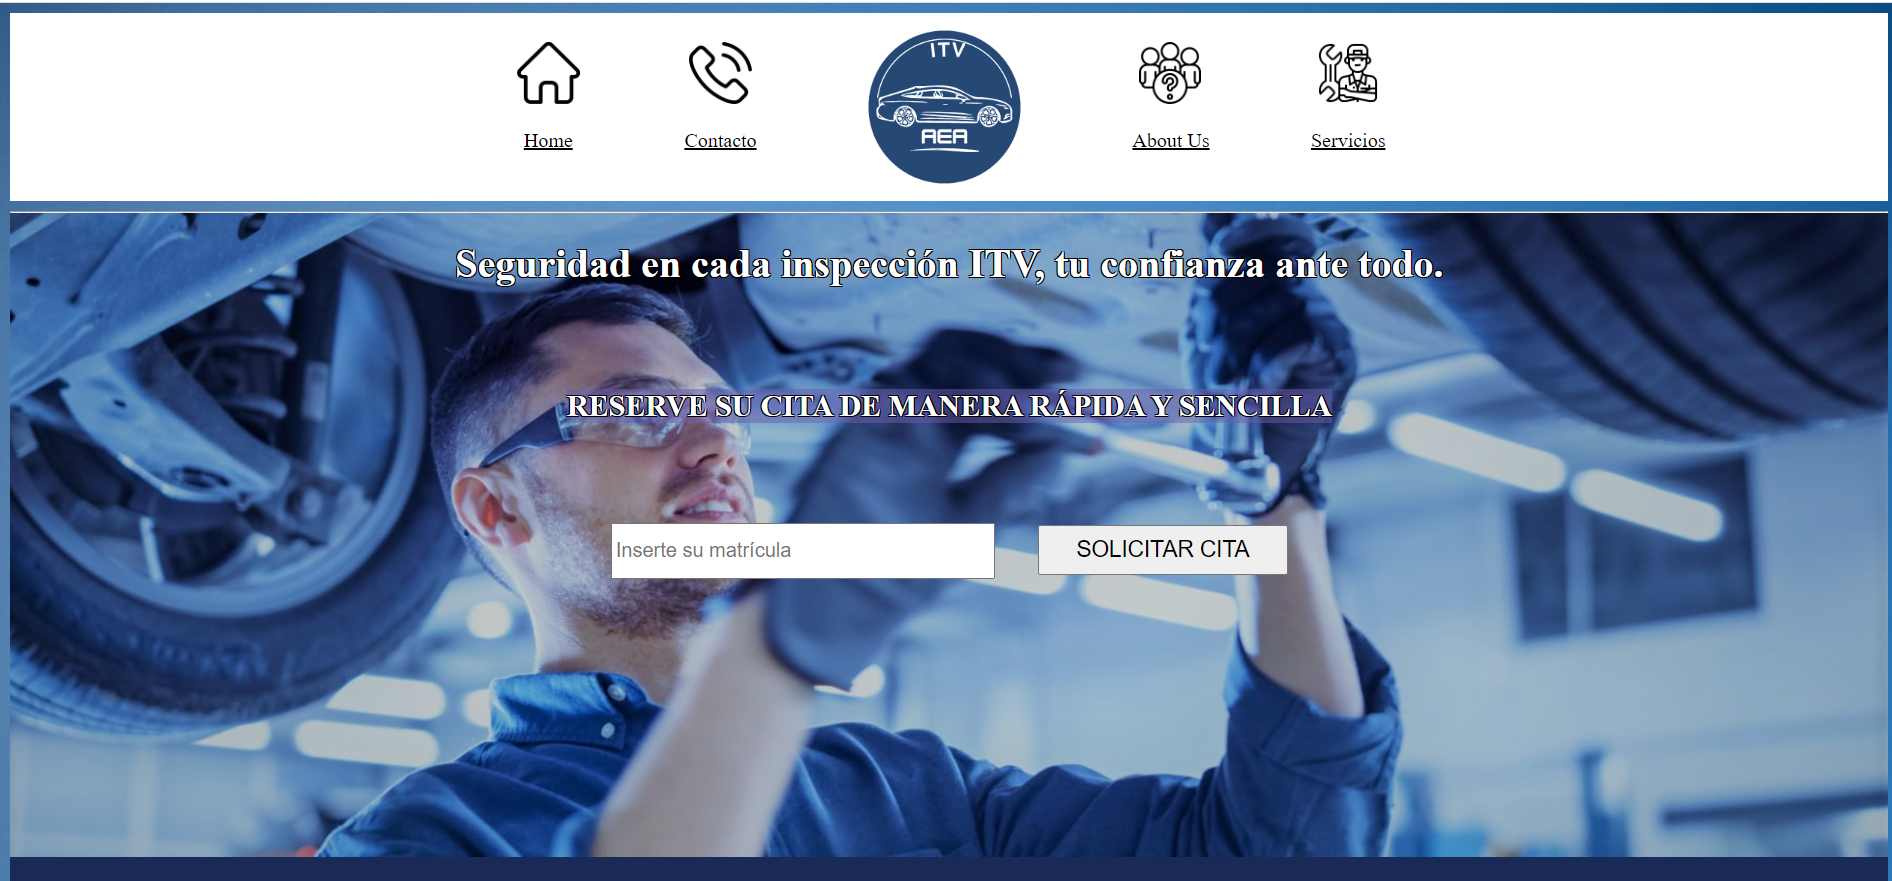 Home
Contacto
ITV
AEA
About Us
Servicios
Seguridad en cada inspección ITV, tu confianza ante todo.
RESERVE SU CITA DE MANERA RÁPIDA Y SENCILLA
Inserte su matrícula
SOLICITAR CITA